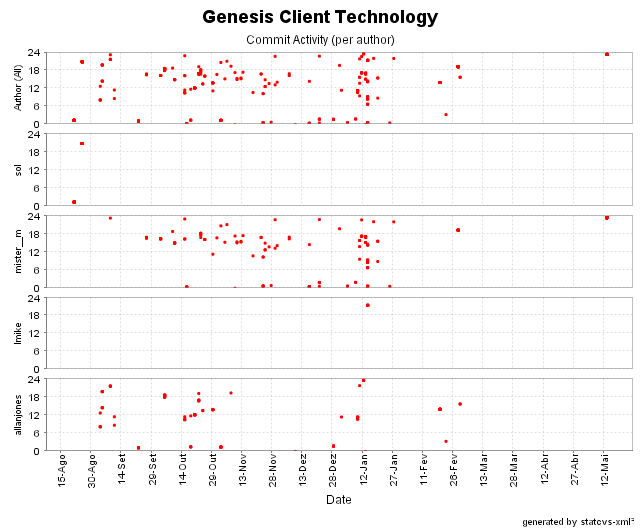 Genesis Client Technology
Commit Activity (per author)
Author (All)
24
18
12
6
0
sol
24
18
12
6
0
mister__m
24
18
12
6
0
lmike
24
18
12
6
0
allanjones
24
18
12
6
0
15-Ago 30-Ago 14-Set 29-Set 14-Out 29-Out 13-Nov 28-Nov 13-Dez 28-Dez 12-Jan 27-Jan 11-Fev 26-Fev 13-Mar 28-Mar 12-Abr 27-Abr 12-Mai
Date
generated by statcvs-xml²